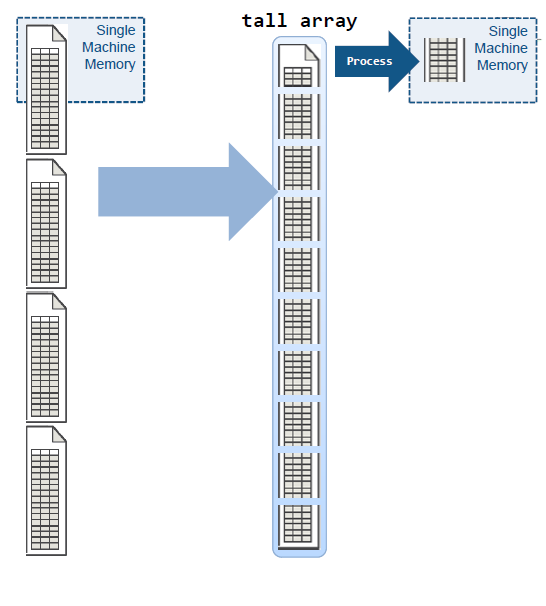 Single
Machine
Memory
tall array
Process
Single
Machine
Memory